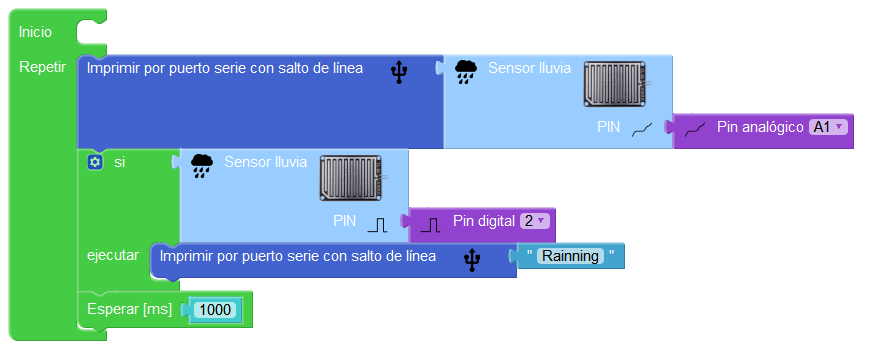 Inicio
Repetir
Imprimir por puerto serie con salto de línea
Sensor lluvia
PIN
Pin analógico A1
si
Sensor lluvia
PIN
Pin digital 2
ejecutar
Imprimir por puerto serie con salto de línea
" Rainning "
Esperar [ms] 1000